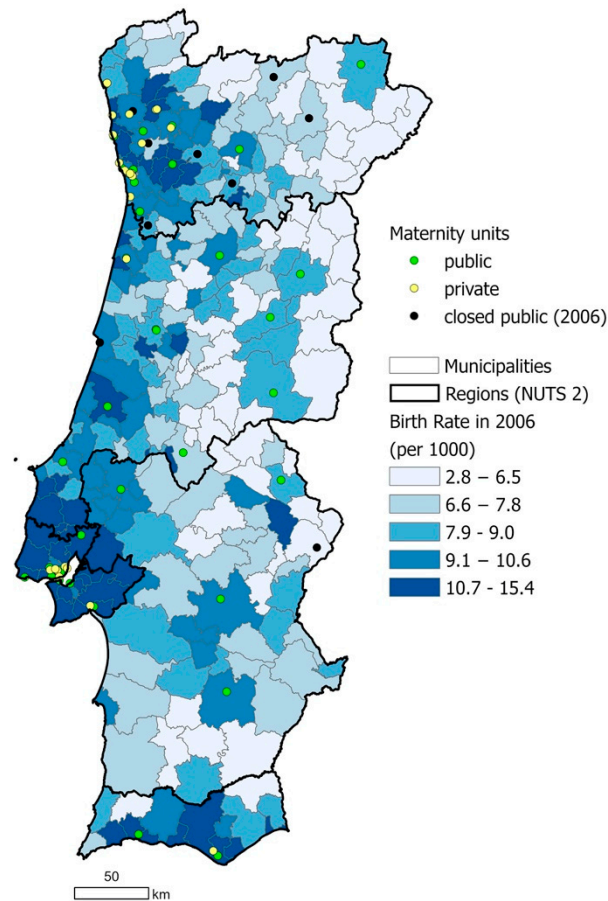 Maternity units
public
private
closed public (2006)
Municipalities
Regions (NUTS 2)
Birth Rate in 2006
(per 1000)
2.8 – 6.5
6.6 – 7.8
7.9 - 9.0
9.1 – 10.6
10.7 - 15.4
50
km